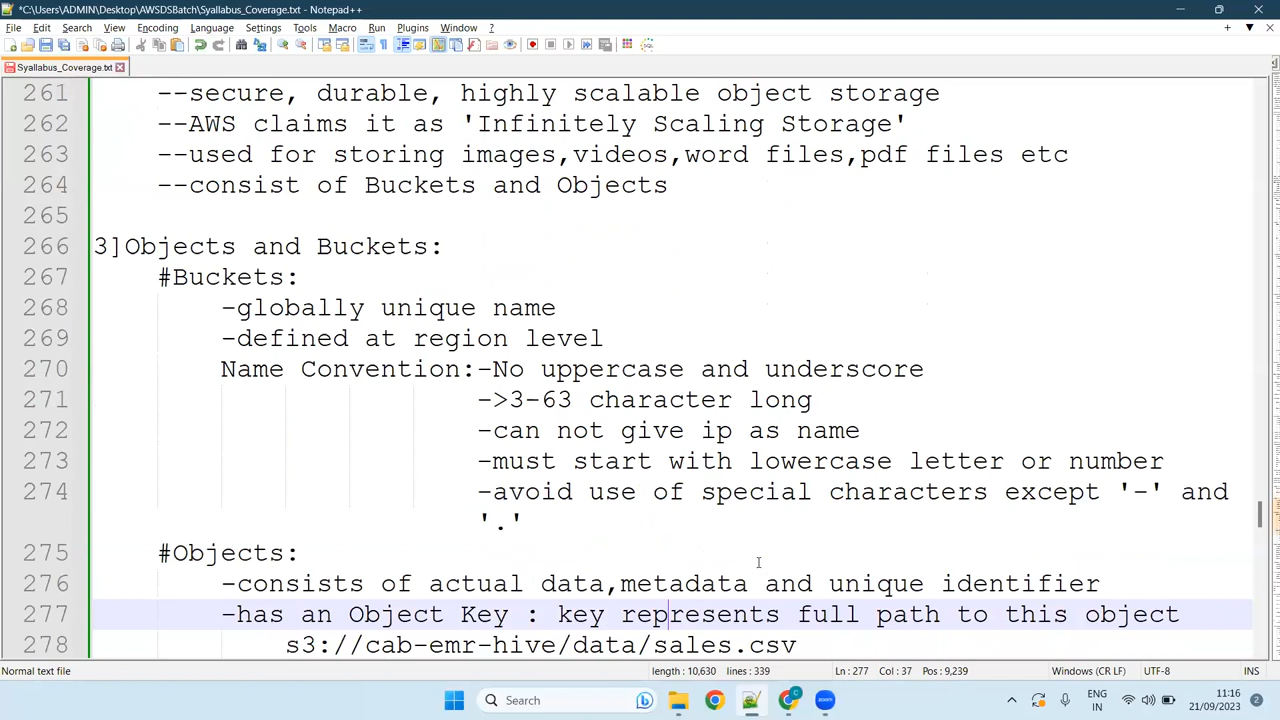 *C:\Users\ADMIN\Desktop\AWSDSBatch\Syallabus_Coverage.txt - Notepad++
File Edit Search View Encoding Language Settings Tools Macro Run Plugins Window ?
Syallabus_Coverage.txt
261 --secure, durable, highly scalable object storage
262 --AWS claims it as 'Infinitely Scaling Storage'
263 --used for storing images,videos,word files,pdf files etc
264 --consist of Buckets and Objects
265
266 3]Objects and Buckets:
267 #Buckets:
268 -globally unique name
269 -defined at region level
270 Name Convention:-No uppercase and underscore
271 ->3-63 character long
272 -can not give ip as name
273 -must start with lowercase letter or number
274 -avoid use of special characters except '-' and
'.'
275 #Objects:
276 -consists of actual data,metadata and unique identifier
277 -has an Object Key : key represents full path to this object
278 s3://cab-emr-hive/data/sales.csv
Normal text file length : 10,630 lines : 339 Ln : 277 Col : 37 Pos : 9,239 Windows (CR LF) UTF-8 INS
Search ENG IN 11:16 21/09/2023